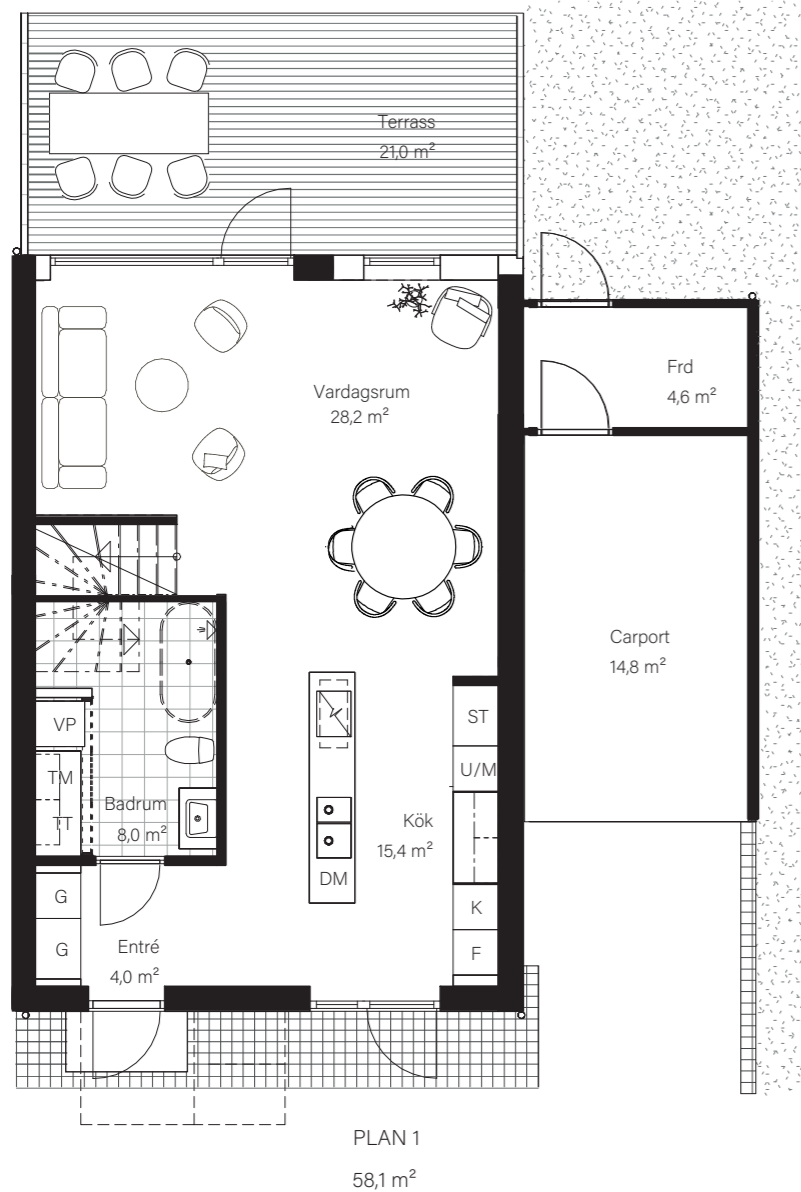 Terrass
21,0 m²
Vardagsrum
28,2 m²
Frd
4,6 m²
Carport
14,8 m²
ST
U/M
VP
TM
TT
Badrum
8,0 m²
Kök
15,4 m²
DM
K
F
G
G
Entré
4,0 m²
PLAN 1
58,1 m²